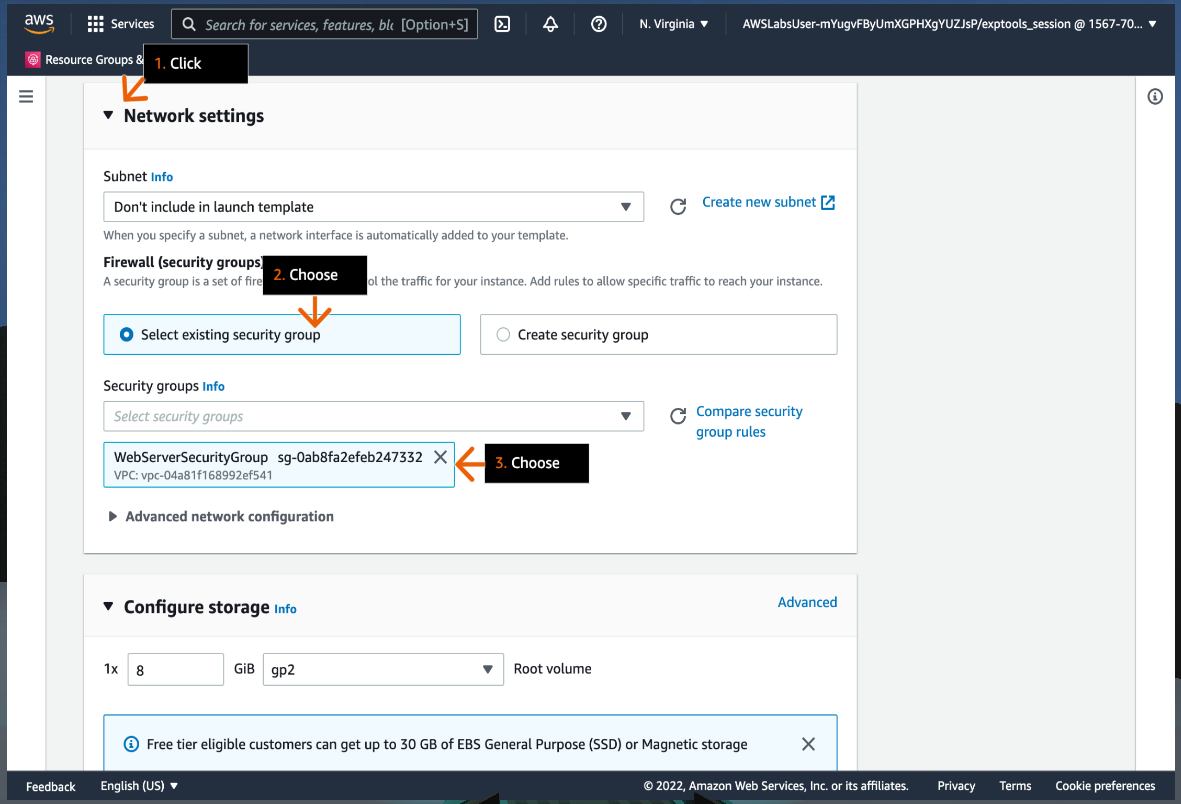 aws
Services
Search for services, features, bl [Option+S]
N. Virginia
AWSLabsUser-mYugvFByUmXGPHXgYUZJsP/exptools_session @ 1567-70...
Resource Groups &
1. Click
Network settings
Subnet Info
Don't include in launch template
Create new subnet
When you specify a subnet, a network interface is automatically added to your template.
Firewall (security groups)
2. Choose
A security group is a set of fire ol the traffic for your instance. Add rules to allow specific traffic to reach your instance.
Select existing security group
Create security group
Security groups Info
Select security groups
Compare security
group rules
WebServerSecurityGroup sg-0ab8fa2efeb247332
VPC: vpc-04a81f168992ef541
3. Choose
Advanced network configuration
Configure storage Info
Advanced
1x 8 GiB gp2 Root volume
Free tier eligible customers can get up to 30 GB of EBS General Purpose (SSD) or Magnetic storage
Feedback English (US) © 2022, Amazon Web Services, Inc. or its affiliates. Privacy Terms Cookie preferences